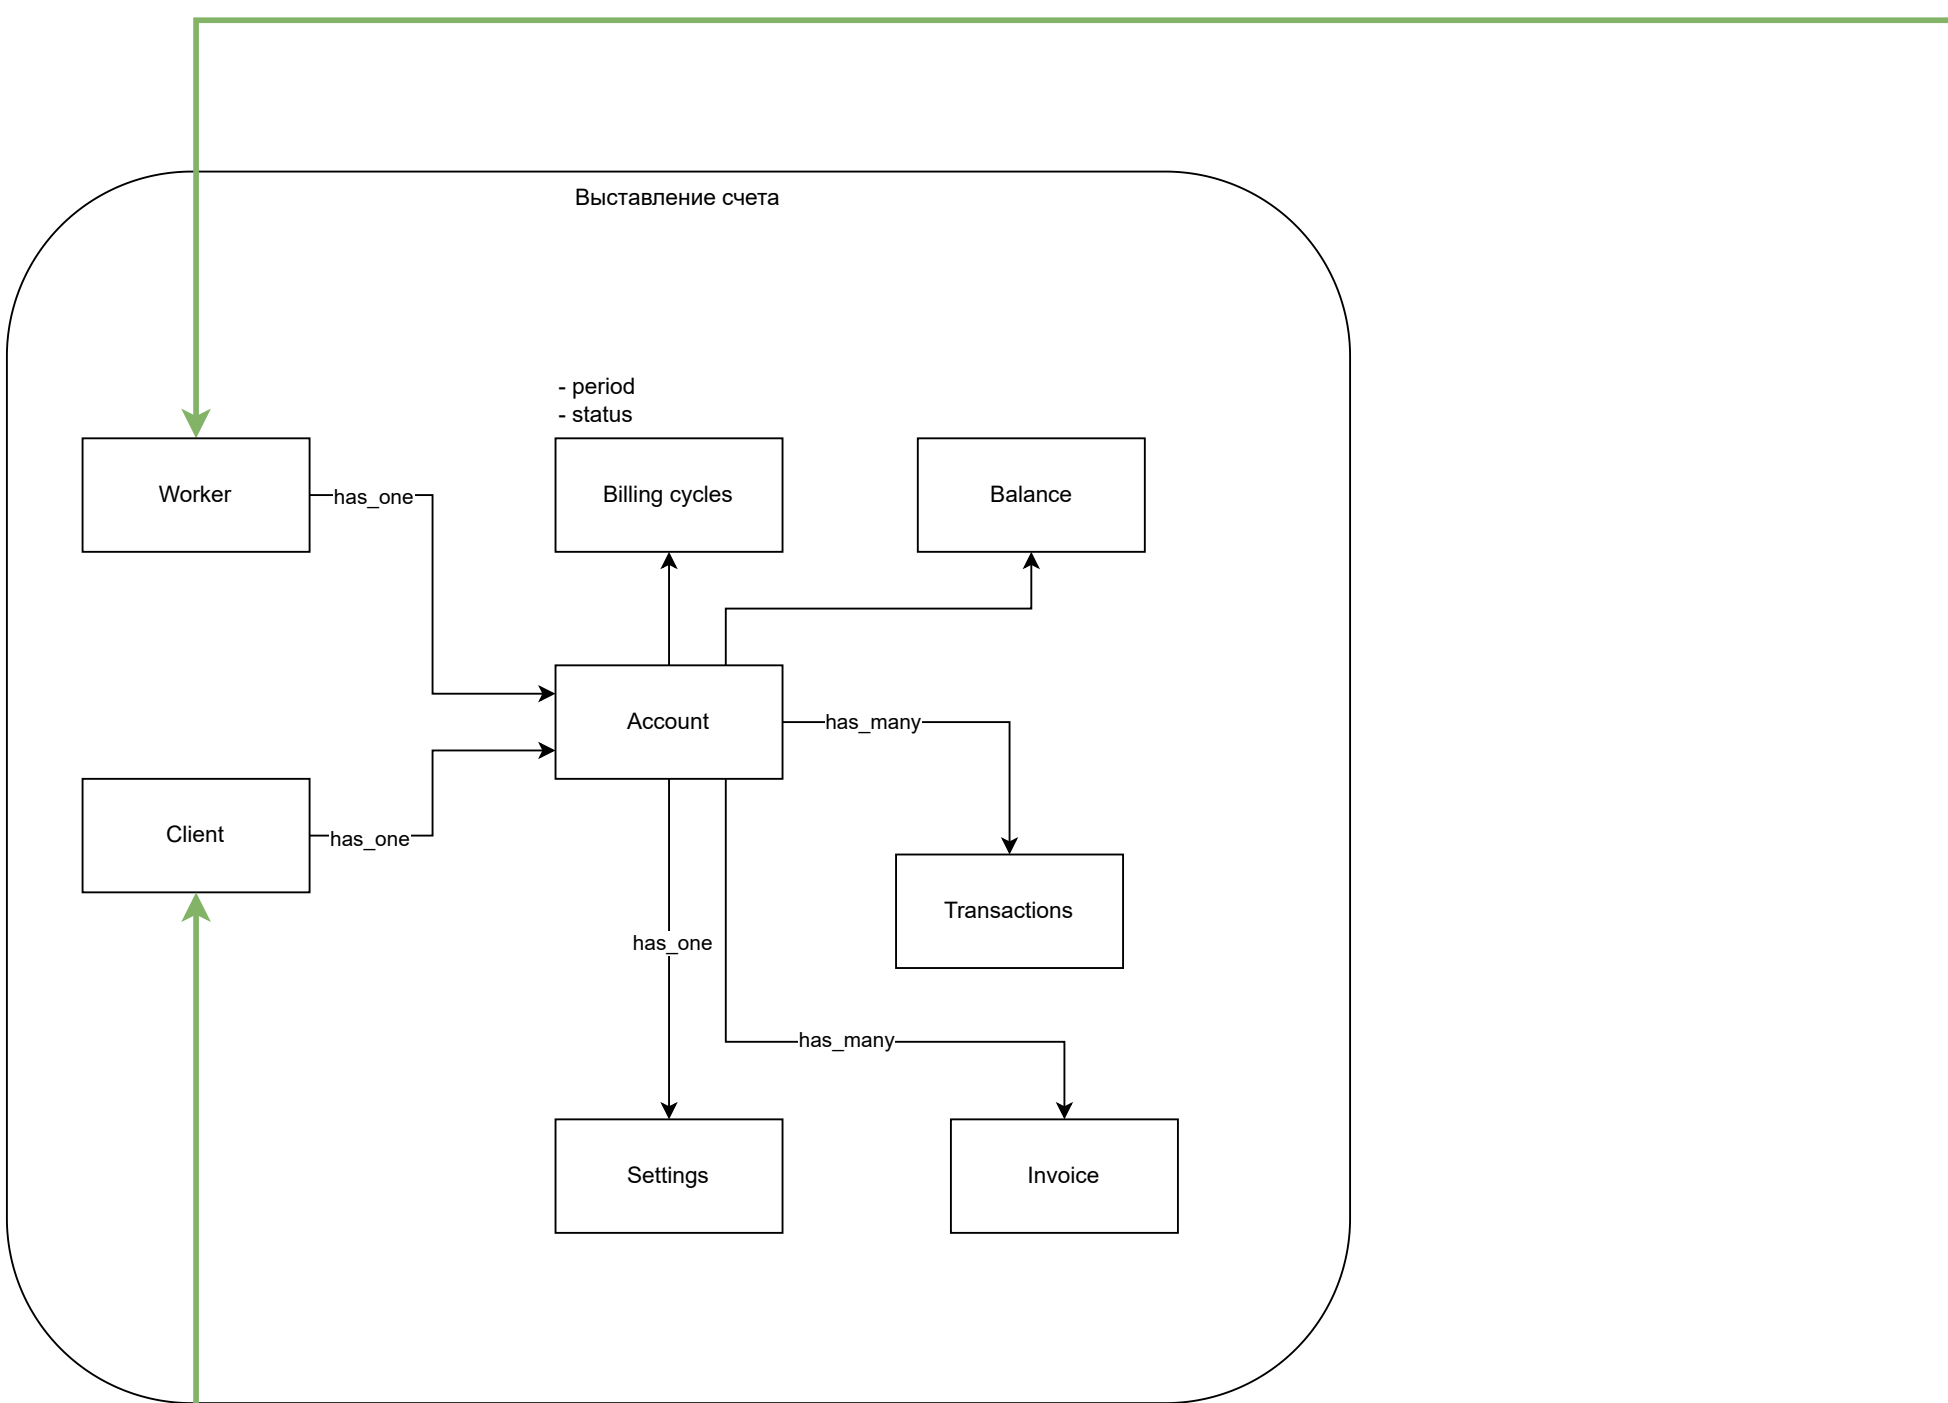 Выставление счета
- period
- status
Worker
has_one
Billing cycles
Balance
Account
has_many
Client
has_one
Transactions
has_one
has_many
Settings
Invoice